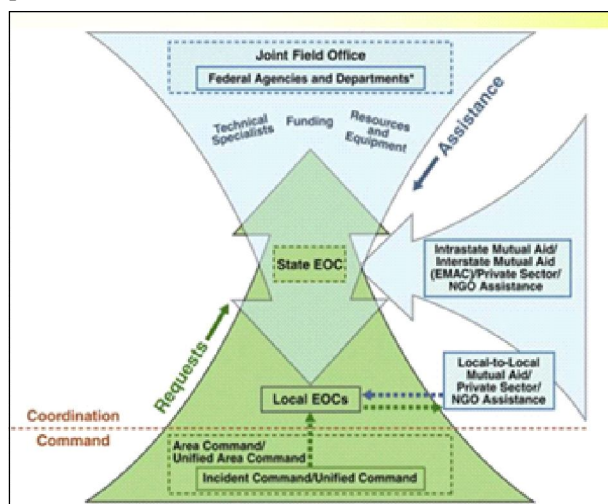 Joint Field Office
Federal Agencies and Departments*
Technical
Specialists
Funding
Resources
and
Equipment
Assistance
State EOC
Intrastate Mutual Aid/
Interstate Mutual Aid
(EMAC)/Private Sector/
NGO Assistance
Requests
Local-to-Local
Mutual Aid/
Private Sector/
NGO Assistance
Local EOCs
Coordination
Command
Area Command/
Unified Area Command
Incident Command/Unified Command